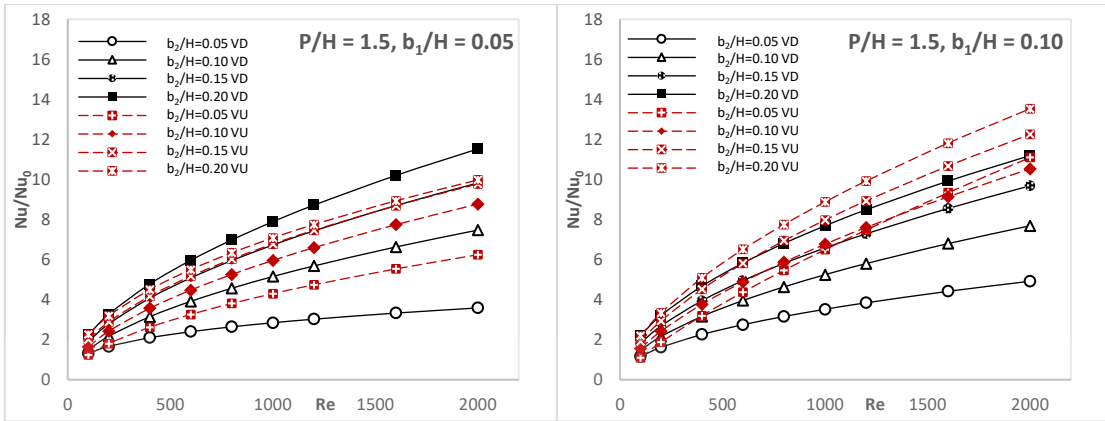 P/H = 1.5, b₁/H = 0.05
b₂/H=0.05 VD
b₂/H=0.10 VD
b₂/H=0.15 VD
b₂/H=0.20 VD
b₂/H=0.05 VU
b₂/H=0.10 VU
b₂/H=0.15 VU
b₂/H=0.20 VU
Nu/Nu₀
18
16
14
12
10
8
6
4
2
0
0
500
1000
1500
2000
Re
P/H = 1.5, b₁/H = 0.10
b₂/H=0.05 VD
b₂/H=0.10 VD
b₂/H=0.15 VD
b₂/H=0.20 VD
b₂/H=0.05 VU
b₂/H=0.10 VU
b₂/H=0.15 VU
b₂/H=0.20 VU
Nu/Nu₀
18
16
14
12
10
8
6
4
2
0
0
500
1000
1500
2000
Re